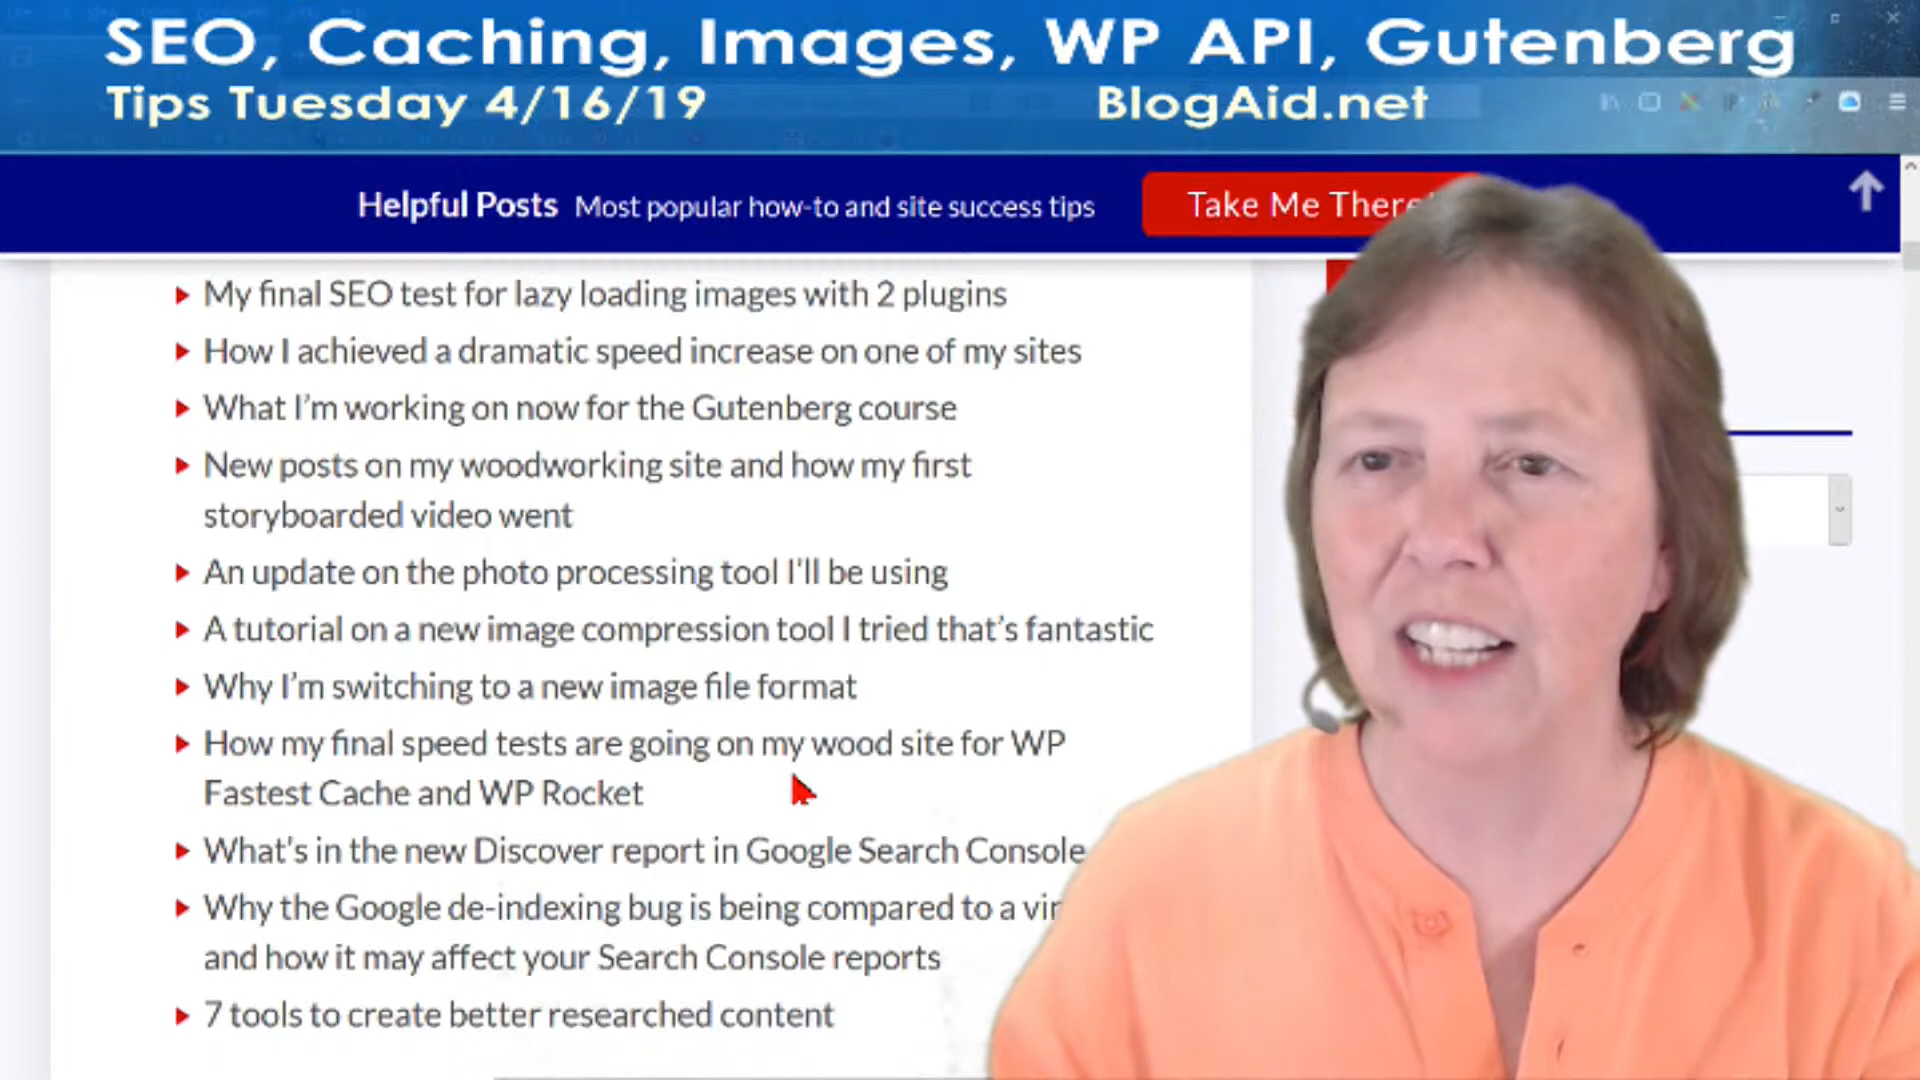 SEO, Caching, Images, WP API, Gutenberg
Tips Tuesday 4/16/19
BlogAid.net
Helpful Posts Most popular how-to and site success tips
Take Me There
My final SEO test for lazy loading images with 2 plugins
How I achieved a dramatic speed increase on one of my sites
What I’m working on now for the Gutenberg course
New posts on my woodworking site and how my first
storyboarded video went
An update on the photo processing tool I'll be using
A tutorial on a new image compression tool I tried that’s fantastic
Why I’m switching to a new image file format
How my final speed tests are going on my wood site for WP
Fastest Cache and WP Rocket
What’s in the new Discover report in Google Search Console
Why the Google de-indexing bug is being compared to a
and how it may affect your Search Console reports
7 tools to create better researched content